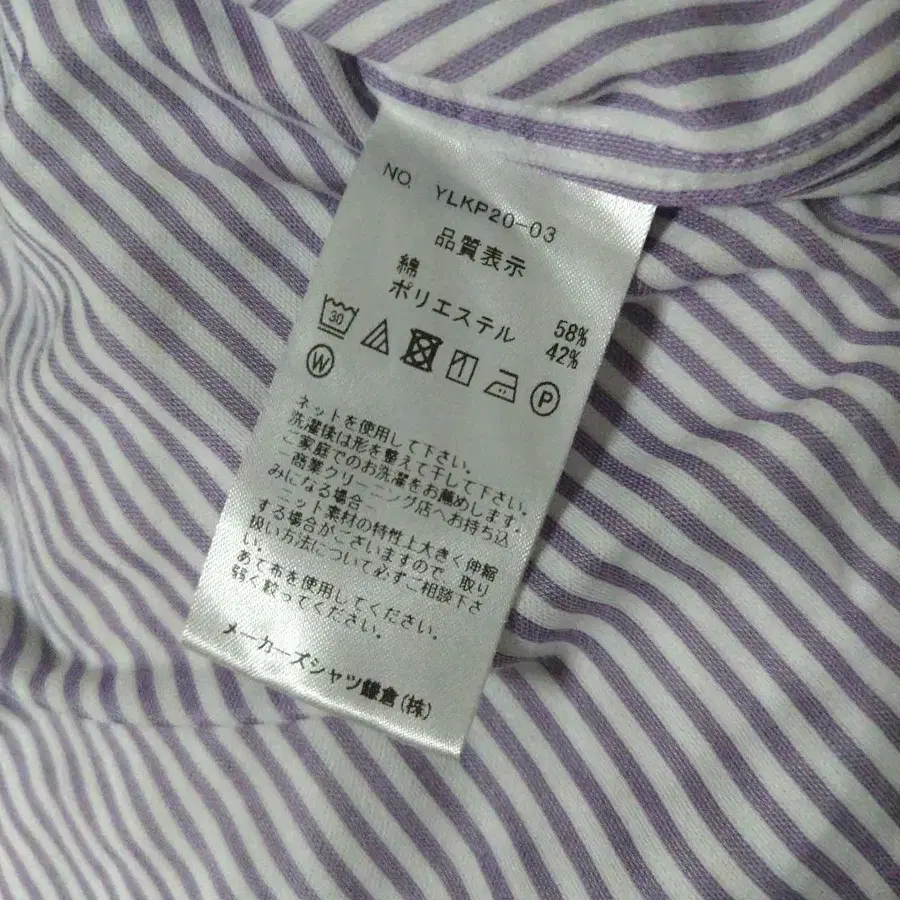 NO. YLKP20-03
品質表示
綿 58%
ポリエステル 42%
30
W P
ネットを使用して下さい。
洗濯後は形を整えて干して下さい。
ご家庭でのお洗濯をお薦めします。
商業クリーニング店へお持ち込
みになる場合
ニット素材の特性上大きく伸縮
する場合がございますので、取り
扱い方法について必ずご相談下さ
い。
あて布を使用してください。
弱く絞ってください。
メーカーズシャツ鎌倉(株)